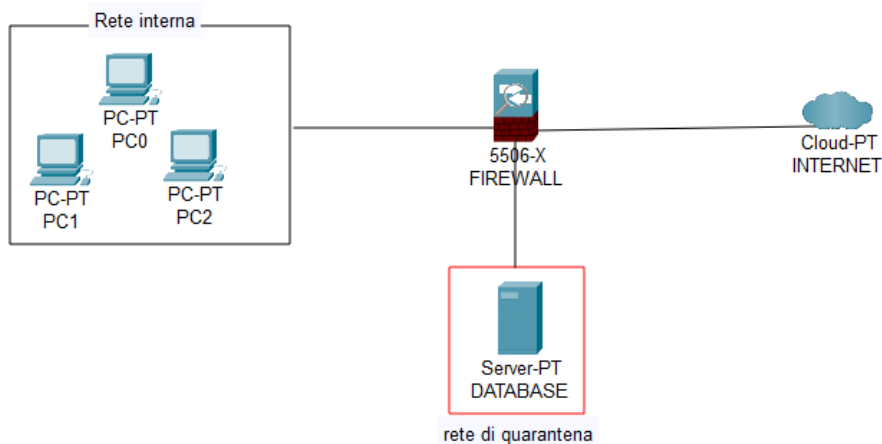 Rete interna
PC-PT
PC0
PC-PT
PC1
PC-PT
PC2
5506-X
FIREWALL
Cloud-PT
INTERNET
Server-PT
DATABASE
rete di quarantena